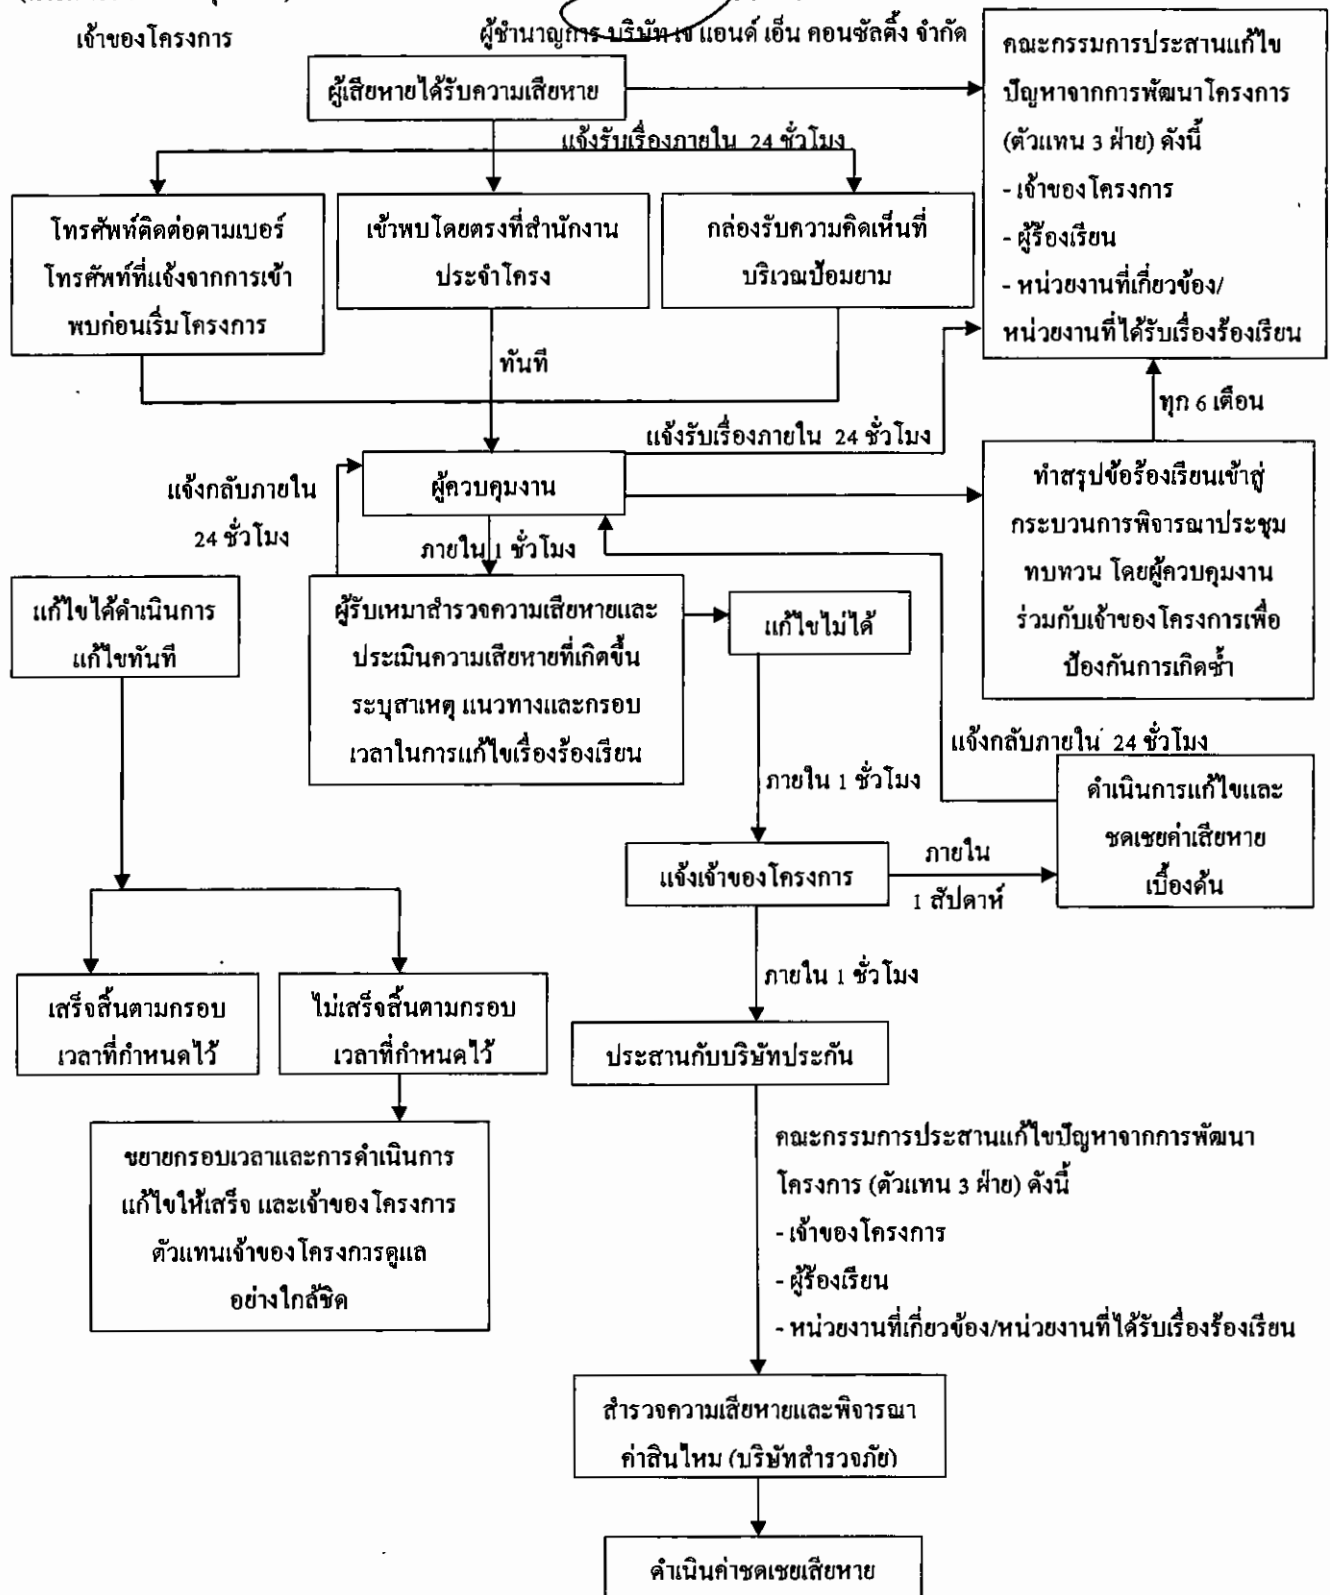 เจ้าของโครงการ
ผู้ชำนาญการ บริษัท เจ แอนด์ เอ็น คอนซัลติ้ง จำกัด
ผู้เสียหายได้รับความเสียหาย
คณะกรรมการประสานแก้ไข
ปัญหาจากการพัฒนาโครงการ
(ตัวแทน 3 ฝ่าย) ดังนี้
- เจ้าของโครงการ
- ผู้ร้องเรียน
- หน่วยงานที่เกี่ยวข้อง/
หน่วยงานที่ได้รับเรื่องร้องเรียน
แจ้งรับเรื่องภายใน 24 ชั่วโมง
โทรศัพท์ติดต่อตามเบอร์
โทรศัพท์ที่แจ้งจากการเข้า
พบก่อนเริ่มโครงการ
เข้าพบโดยตรงที่สำนักงาน
ประจำโครง
กล่องรับความคิดเห็นที่
บริเวณป้อมยาม
ทันที
ทุก 6 เดือน
แจ้งรับเรื่องภายใน 24 ชั่วโมง
แจ้งกลับภายใน
24 ชั่วโมง
ผู้ควบคุมงาน
ภายใน 1 ชั่วโมง
ทำสรุปข้อร้องเรียนเข้าสู่
กระบวนการพิจารณาประชุม
ทบทวน โดยผู้ควบคุมงาน
ร่วมกับเจ้าของโครงการเพื่อ
ป้องกันการเกิดซ้ำ
แก้ไขได้ดำเนินการ
แก้ไขทันที
ผู้รับเหมาสำรวจความเสียหายและ
ประเมินความเสียหายที่เกิดขึ้น
ระบุสาเหตุ แนวทางและกรอบ
เวลาในการแก้ไขเรื่องร้องเรียน
แก้ไขไม่ได้
แจ้งกลับภายใน 24 ชั่วโมง
ภายใน 1 ชั่วโมง
ดำเนินการแก้ไขและ
ชดเชยค่าเสียหาย
เบื้องต้น
แจ้งเจ้าของโครงการ
ภายใน
1 สัปดาห์
ภายใน 1 ชั่วโมง
เสร็จสิ้นตามกรอบ
เวลาที่กำหนดไว้
ไม่เสร็จสิ้นตามกรอบ
เวลาที่กำหนดไว้
ประสานกับบริษัทประกัน
ขยายกรอบเวลาและการดำเนินการ
แก้ไขให้เสร็จ และเจ้าของโครงการ
ตัวแทนเจ้าของโครงการดูแล
อย่างใกล้ชิด
คณะกรรมการประสานแก้ไขปัญหาจากการพัฒนา
โครงการ (ตัวแทน 3 ฝ่าย) ดังนี้
- เจ้าของโครงการ
- ผู้ร้องเรียน
- หน่วยงานที่เกี่ยวข้อง/หน่วยงานที่ได้รับเรื่องร้องเรียน
สำรวจความเสียหายและพิจารณา
ค่าสินไหม (บริษัทสำรวจภัย)
ดำเนินค่าชดเชยเสียหาย